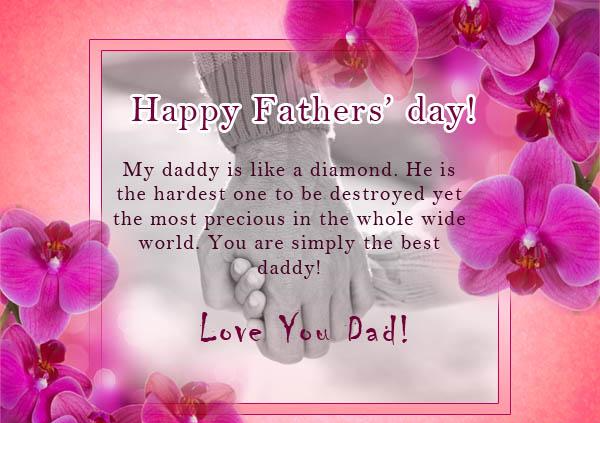 Happy Fathers' day!
My daddy is like a diamond. He is
the hardest one to be destroyed yet
the most precious in the whole wide
world. You are simply the best
daddy!
Love You Dad!